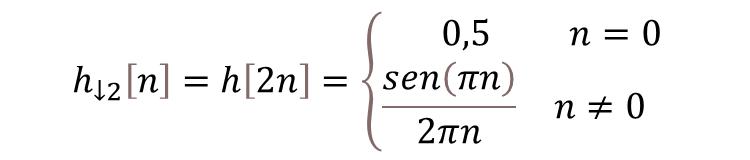 0,5 n = 0
h↓2[n] = h[2n] = {
sen(πn)
2πn
n ≠ 0